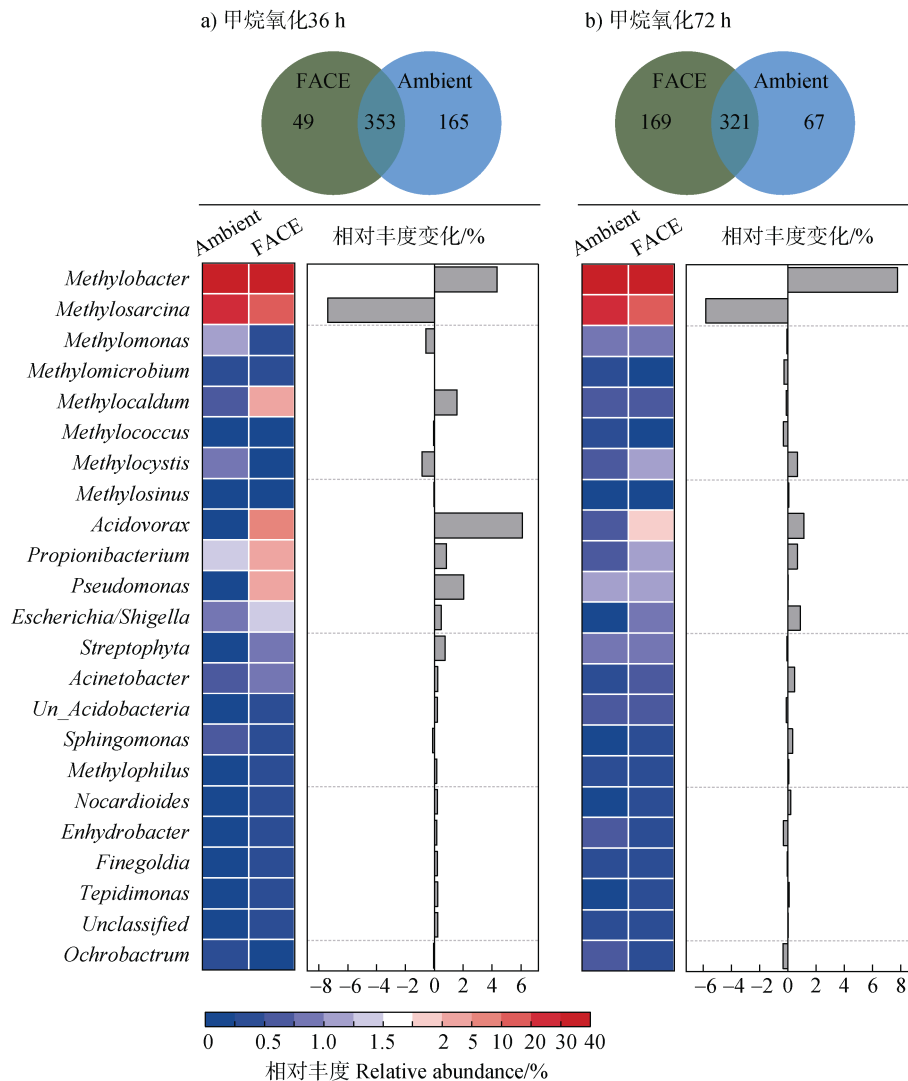 a) 甲烷氧化36 h
b) 甲烷氧化72 h
FACE Ambient
49 353 165
FACE Ambient
169 321 67
Ambient FACE 相对丰度变化/%
Ambient FACE 相对丰度变化/%
Methylobacter
Methylosarcina
Methylomonas
Methylomicrobium
Methylocaldum
Methylococcus
Methylocystis
Methylosinus
Acidovorax
Propionibacterium
Pseudomonas
Escherichia/Shigella
Streptophyta
Acinetobacter
Un_Acidobacteria
Sphingomonas
Methylophilus
Nocardioides
Enhydrobacter
Finegoldia
Tepidimonas
Unclassified
Ochrobactrum
−8 −6 −4 −2 0 2 4 6
−6 −4 −2 0 2 4 6 8
0 0.5 1.0 1.5 2 5 10 20 30 40
相对丰度 Relative abundance/%